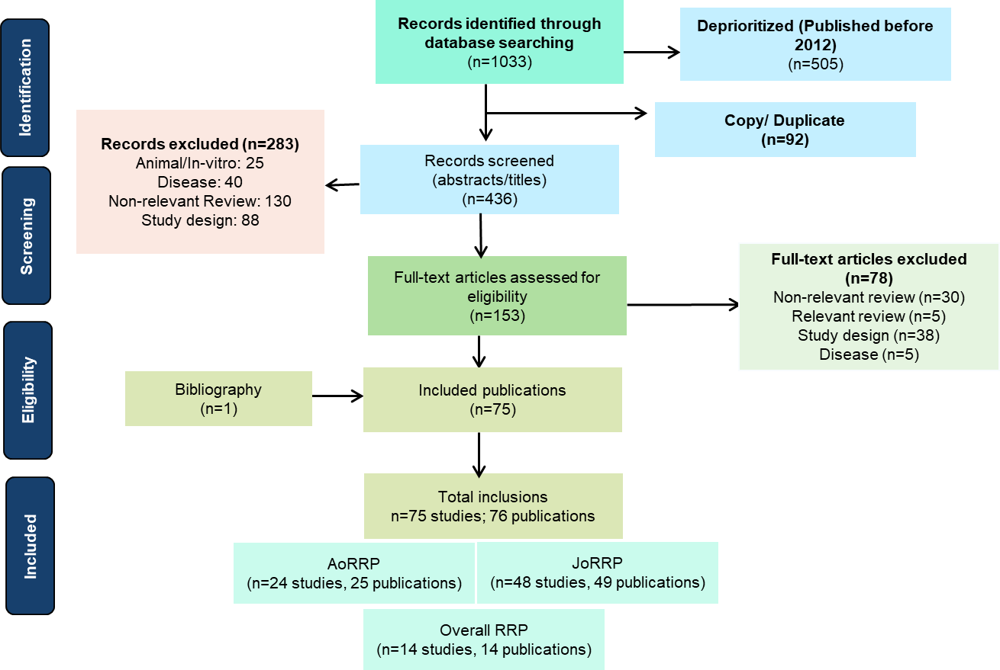 Identification
Screening
Eligibility
Included
Records identified through
database searching
(n=1033)
Deprioritized (Published before
2012)
(n=505)
Copy/ Duplicate
(n=92)
Records excluded (n=283)
Animal/In-vitro: 25
Disease: 40
Non-relevant Review: 130
Study design: 88
Records screened
(abstracts/titles)
(n=436)
Full-text articles assessed for
eligibility
(n=153)
Full-text articles excluded
(n=78)
Non-relevant review (n=30)
Relevant review (n=5)
Study design (n=38)
Disease (n=5)
Bibliography
(n=1)
Included publications
(n=75)
Total inclusions
n=75 studies; 76 publications
AoRRP
(n=24 studies, 25 publications)
JoRRP
(n=48 studies, 49 publications)
Overall RRP
(n=14 studies, 14 publications)